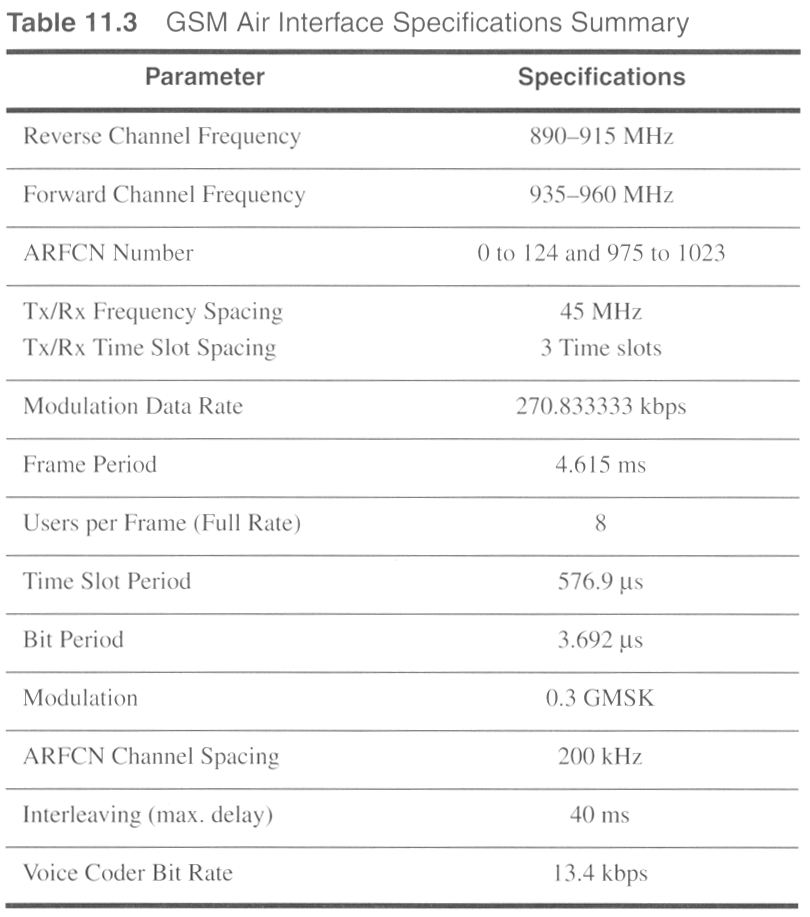 Table 11.3 GSM Air Interface Specifications Summary
Parameter Specifications
Reverse Channel Frequency 890–915 MHz
Forward Channel Frequency 935–960 MHz
ARFCN Number 0 to 124 and 975 to 1023
Tx/Rx Frequency Spacing 45 MHz
Tx/Rx Time Slot Spacing 3 Time slots
Modulation Data Rate 270.833333 kbps
Frame Period 4.615 ms
Users per Frame (Full Rate) 8
Time Slot Period 576.9 μs
Bit Period 3.692 μs
Modulation 0.3 GMSK
ARFCN Channel Spacing 200 kHz
Interleaving (max. delay) 40 ms
Voice Coder Bit Rate 13.4 kbps